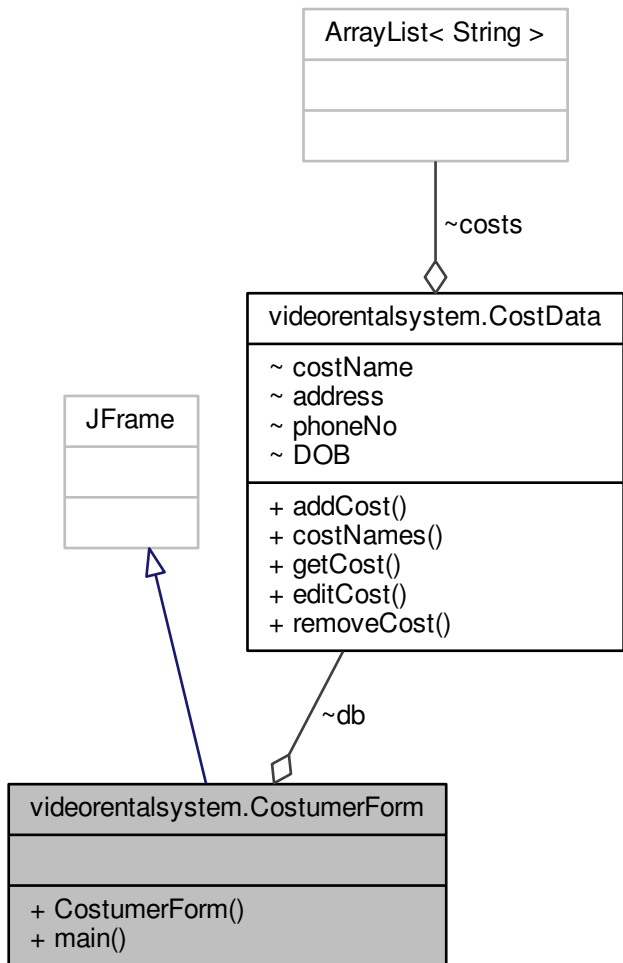 ArrayList< String >
~costs
videorentalsystem.CostData
~ costName
~ address
~ phoneNo
~ DOB
+ addCost()
+ costNames()
+ getCost()
+ editCost()
+ removeCost()
JFrame
~db
videorentalsystem.CostumerForm
+ CostumerForm()
+ main()